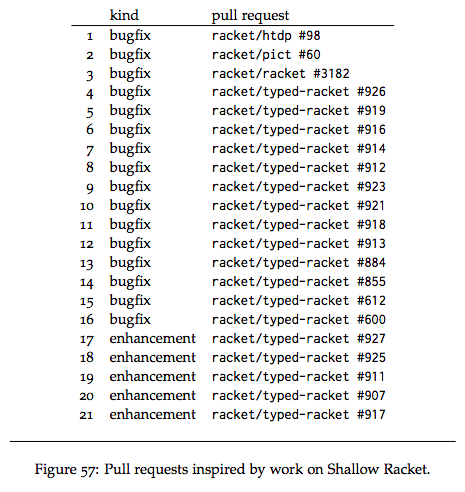 kind pull request
1 bugfix racket/htdp #98
2 bugfix racket/pict #60
3 bugfix racket/racket #3182
4 bugfix racket/typed-racket #926
5 bugfix racket/typed-racket #919
6 bugfix racket/typed-racket #916
7 bugfix racket/typed-racket #914
8 bugfix racket/typed-racket #912
9 bugfix racket/typed-racket #923
10 bugfix racket/typed-racket #921
11 bugfix racket/typed-racket #918
12 bugfix racket/typed-racket #913
13 bugfix racket/typed-racket #884
14 bugfix racket/typed-racket #855
15 bugfix racket/typed-racket #612
16 bugfix racket/typed-racket #600
17 enhancement racket/typed-racket #927
18 enhancement racket/typed-racket #925
19 enhancement racket/typed-racket #911
20 enhancement racket/typed-racket #907
21 enhancement racket/typed-racket #917
Figure 57: Pull requests inspired by work on Shallow Racket.